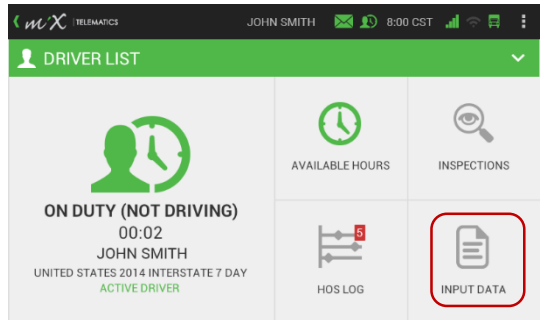 miX TELEMATICS JOHN SMITH 8:00 CST
DRIVER LIST
AVAILABLE HOURS
INSPECTIONS
ON DUTY (NOT DRIVING)
00:02
JOHN SMITH
UNITED STATES 2014 INTERSTATE 7 DAY
ACTIVE DRIVER
5
HOS LOG
INPUT DATA